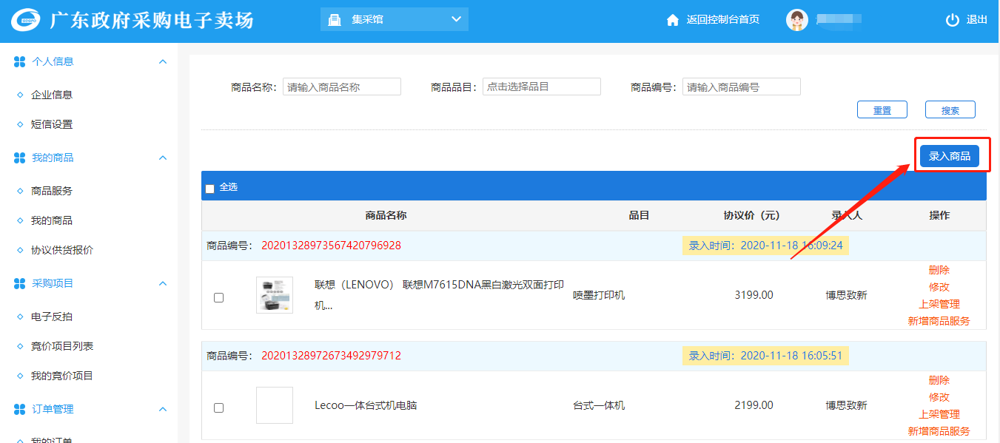 广东政府采购电子卖场
集采馆
返回控制台首页
退出
个人信息
企业信息
短信设置
我的商品
商品服务
我的商品
协议供货报价
采购项目
电子反拍
竞价项目列表
我的竞价项目
订单管理
我的订单
商品名称： 请输入商品名称 商品品目： 点击选择品目 商品编号： 请输入商品编号
重置 搜索
录入商品
全选
商品名称 品目 协议价（元） 录入人 操作
商品编号： 20201328973567420796928 录入时间：2020-11-18 16:09:24
联想（LENOVO） 联想M7615DNA黑白激光双面打印
机...
喷墨打印机 3199.00 博思致新
删除
修改
上架管理
新增商品服务
商品编号： 20201328972673492979712 录入时间：2020-11-18 16:05:51
Lecoo一体台式机电脑 台式一体机 2199.00 博思致新
删除
修改
上架管理
新增商品服务